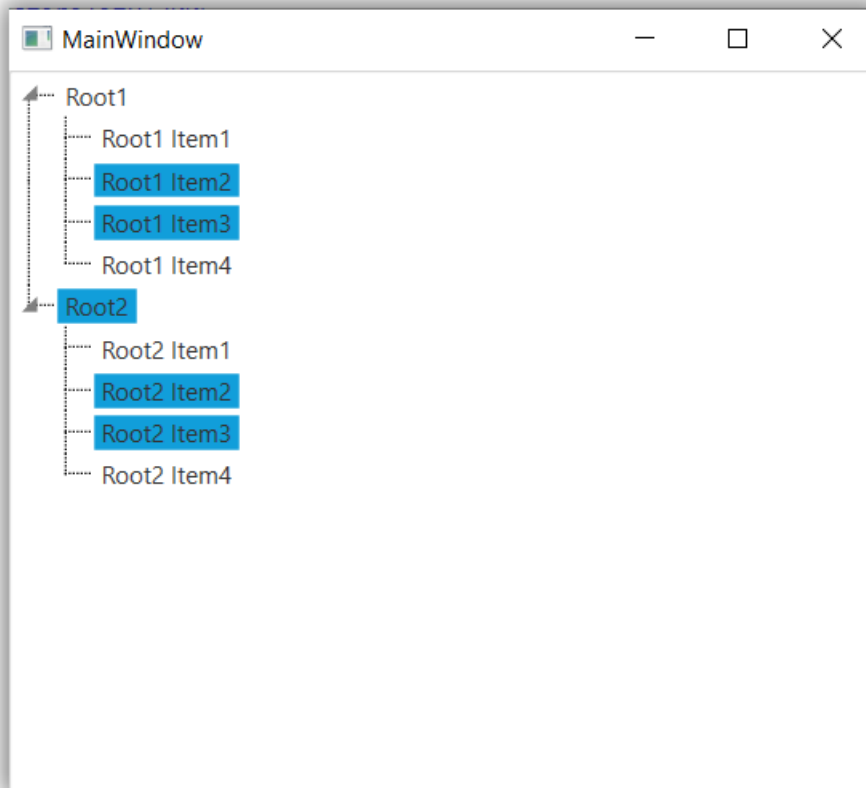 MainWindow
Root1
Root1 Item1
Root1 Item2
Root1 Item3
Root1 Item4
Root2
Root2 Item1
Root2 Item2
Root2 Item3
Root2 Item4